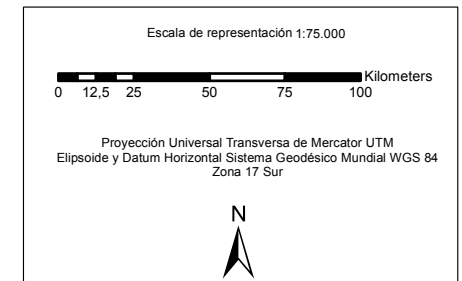 Escala de representación 1:75.000
Kilometers
0 12,5 25 50 75 100
Proyección Universal Transversa de Mercator UTM
Elipsoide y Datum Horizontal Sistema Geodésico Mundial WGS 84
Zona 17 Sur
N